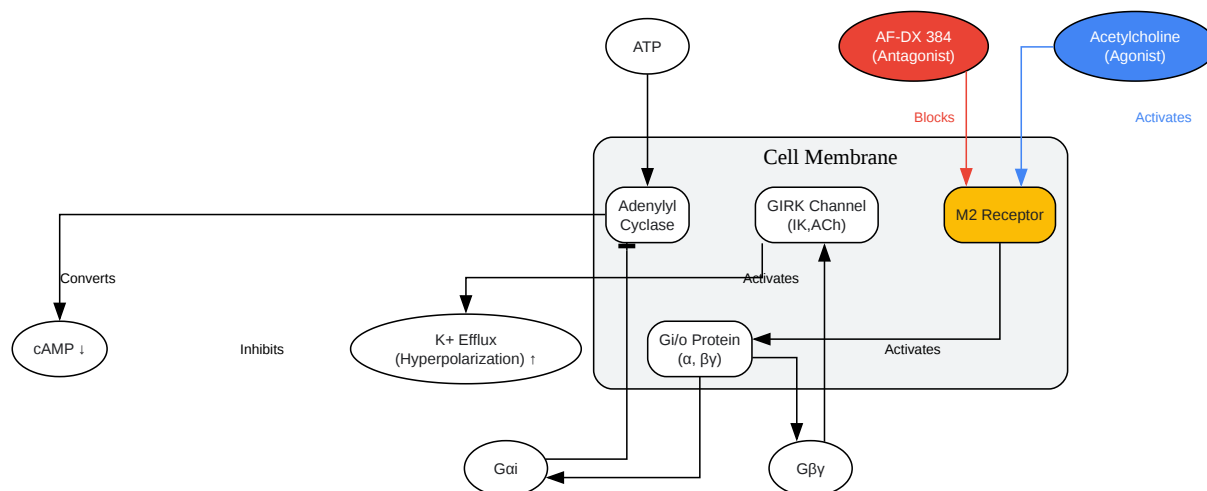 ATP
AF-DX 384
(Antagonist)
Acetylcholine
(Agonist)
Blocks
Activates
Cell Membrane
Adenylyl
Cyclase
GIRK Channel
(IK,ACh)
M2 Receptor
Converts
Activates
cAMP ↓
Inhibits
K+ Efflux
(Hyperpolarization) ↑
Gi/o Protein
(α, βγ)
Activates
Gαi
Gβγ